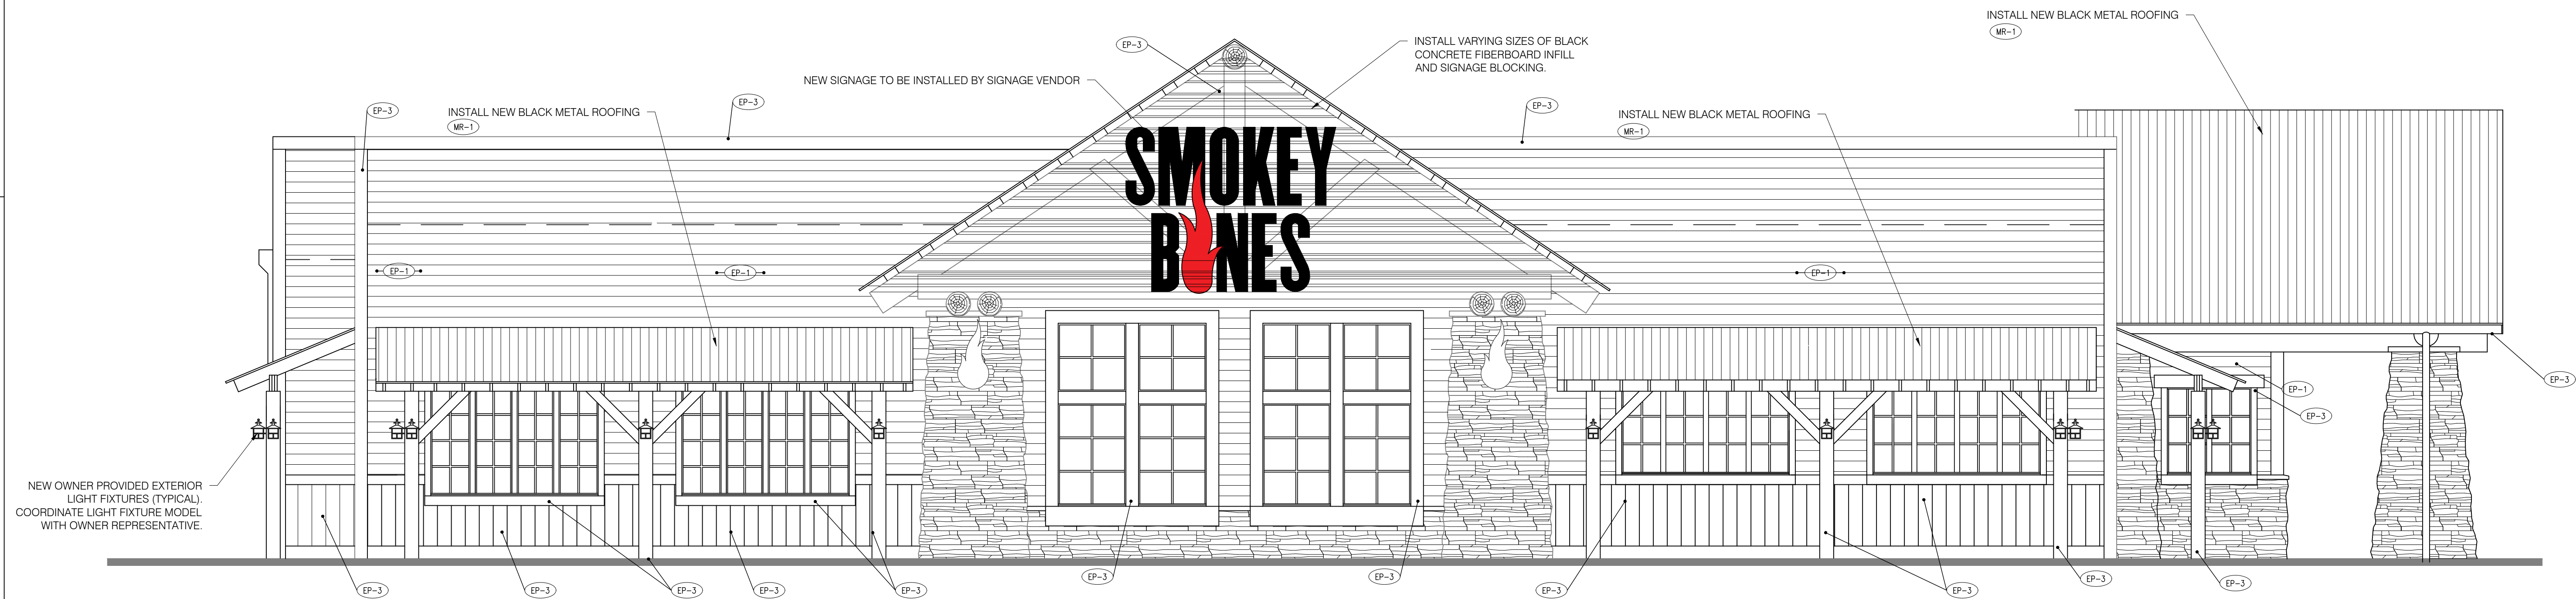 INSTALL NEW BLACK METAL ROOFING
MR-1
EP-3
INSTALL VARYING SIZES OF BLACK
CONCRETE FIBERBOARD INFILL
AND SIGNAGE BLOCKING.
NEW SIGNAGE TO BE INSTALLED BY SIGNAGE VENDOR
EP-3
EP-3
EP-3
INSTALL NEW BLACK METAL ROOFING
MR-1
INSTALL NEW BLACK METAL ROOFING
MR-1
SMOKEY
BONES
EP-1
EP-1
EP-1
EP-3
EP-1
EP-3
NEW OWNER PROVIDED EXTERIOR
LIGHT FIXTURES (TYPICAL).
COORDINATE LIGHT FIXTURE MODEL
WITH OWNER REPRESENTATIVE.
EP-3
EP-3
EP-3
EP-3
EP-3
EP-3
EP-3
EP-3
EP-3
EP-3
EP-3